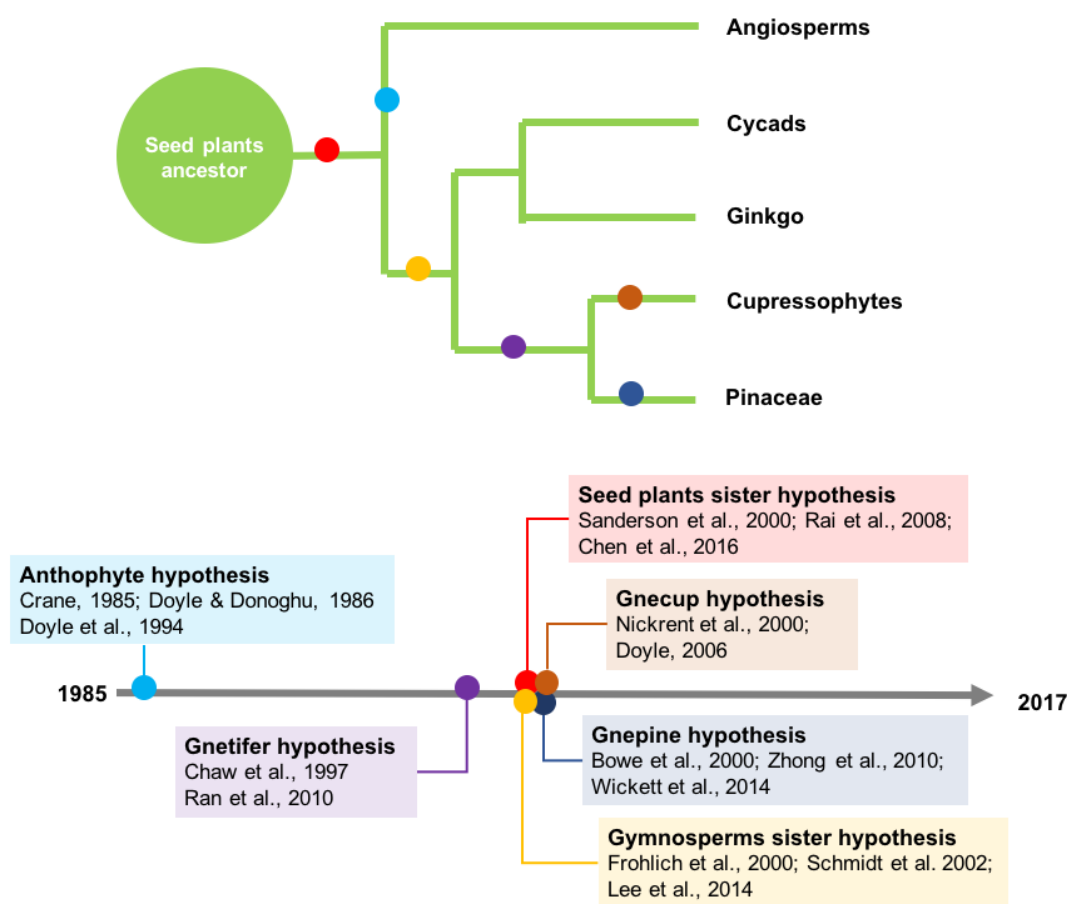 Angiosperms
Seed plants
ancestor
Cycads
Ginkgo
Cupressophytes
Pinaceae
Seed plants sister hypothesis
Sanderson et al., 2000; Rai et al., 2008;
Chen et al., 2016
Anthophyte hypothesis
Crane, 1985; Doyle & Donoghu, 1986
Doyle et al., 1994
Gnecup hypothesis
Nickrent et al., 2000;
Doyle, 2006
1985
2017
Gnetifer hypothesis
Chaw et al., 1997
Ran et al., 2010
Gnepine hypothesis
Bowe et al., 2000; Zhong et al., 2010;
Wickett et al., 2014
Gymnosperms sister hypothesis
Frohlich et al., 2000; Schmidt et al. 2002;
Lee et al., 2014